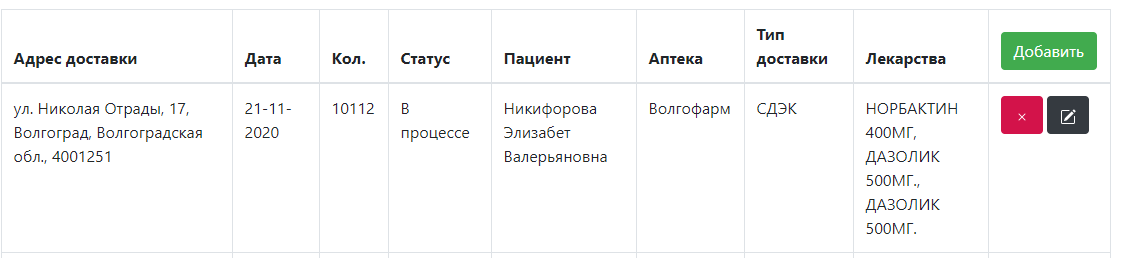 Адрес доставки
Дата
Кол.
Статус
Пациент
Аптека
Тип
доставки
Лекарства
Добавить
ул. Николая Отрады, 17,
Волгоград, Волгоградская
обл., 4001251
21-11-
2020
10112
В
процессе
Никифорова
Элизабет
Валерьяновна
Волгофарм
СДЭК
НОРБАКТИН
400МГ,
ДАЗОЛИК
500МГ.,
ДАЗОЛИК
500МГ.
×